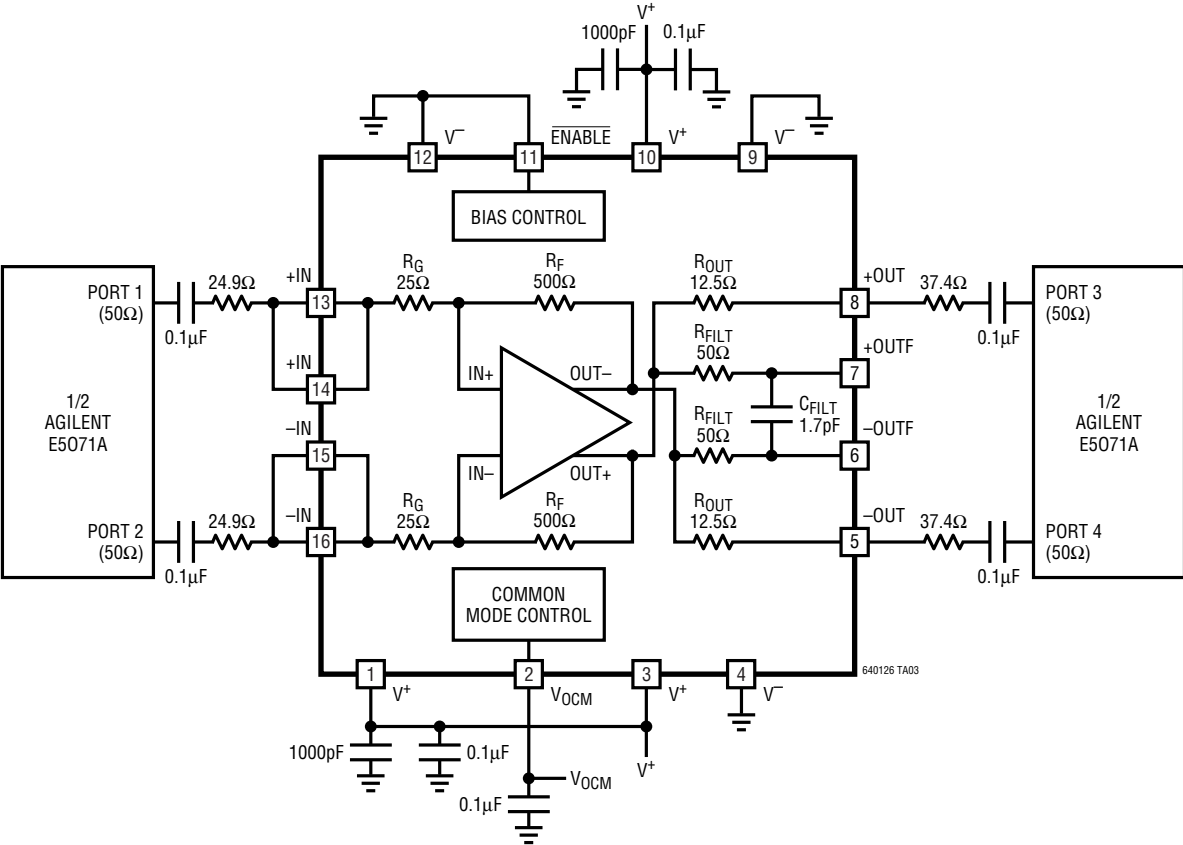 V+
1000pF
0.1µF
V–
ENABLE
V+
V–
12
11
10
9
BIAS CONTROL
PORT 1
(50Ω)
0.1µF
24.9Ω
+IN
13
+IN
14
RG
25Ω
RF
500Ω
ROUT
12.5Ω
8
+OUT
37.4Ω
0.1µF
PORT 3
(50Ω)
RFILT
50Ω
7
+OUTF
IN+
OUT–
CFILT
1.7pF
1/2
AGILENT
E5O71A
–IN
15
IN–
OUT+
RFILT
50Ω
6
–OUTF
1/2
AGILENT
E5O71A
PORT 2
(50Ω)
0.1µF
24.9Ω
–IN
16
RG
25Ω
RF
500Ω
ROUT
12.5Ω
5
–OUT
37.4Ω
0.1µF
PORT 4
(50Ω)
COMMON
MODE CONTROL
1
2
3
4
640126 TA03
V+
VOCM
V+
V–
1000pF
0.1µF
V+
VOCM
0.1µF